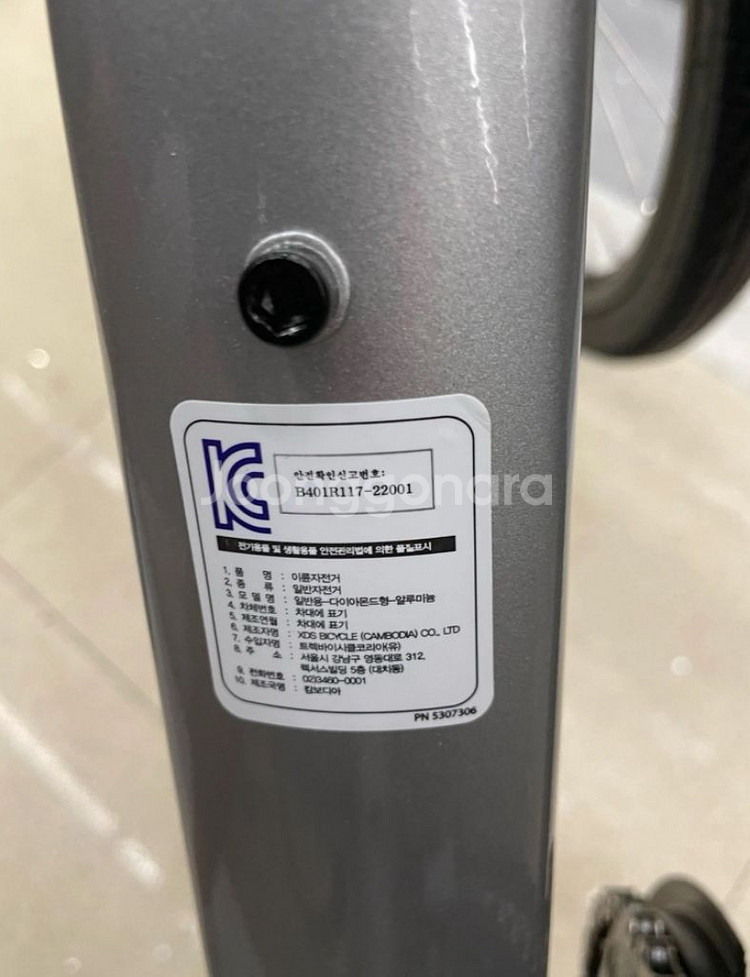 KC
안전확인신고번호:
B401R117-22001
Joonggonara
전기용품 및 생활용품 안전관리법에 의한 품질표시
1. 품 명 : 이륜자전거
2. 종 류 : 일반자전거
3. 모 델 명 : 일반용-다이아몬드형-알루미늄
4. 차체번호 : 차대에 표기
5. 제조연월 : 차대에 표기
6. 제조자명 : XDS BICYCLE (CAMBODIA) CO., LTD
7. 수입자명 : 트렉바이시클코리아(유)
8. 주 소 : 서울시 강남구 영동대로 312,
렉서스빌딩 5층 (대치동)
9. 전화번호 : 02)3460-0001
10. 제조국명 : 캄보디아
PN 5307306